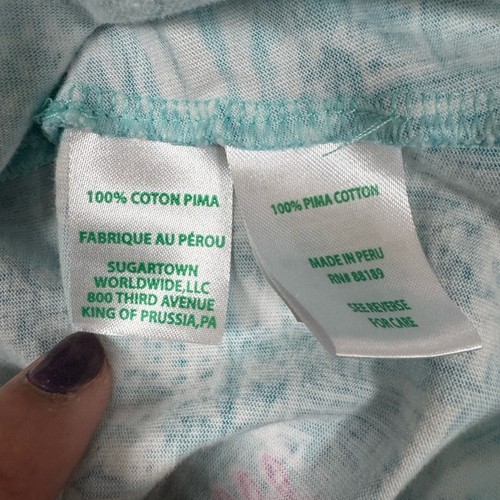 100% COTON PIMA
FABRIQUE AU PÉROU
SUGARTOWN
WORLDWIDE,LLC
800 THIRD AVENUE
KING OF PRUSSIA,PA
100% PIMA COTTON
MADE IN PERU
RN# 88189
SEE REVERSE
FOR CARE